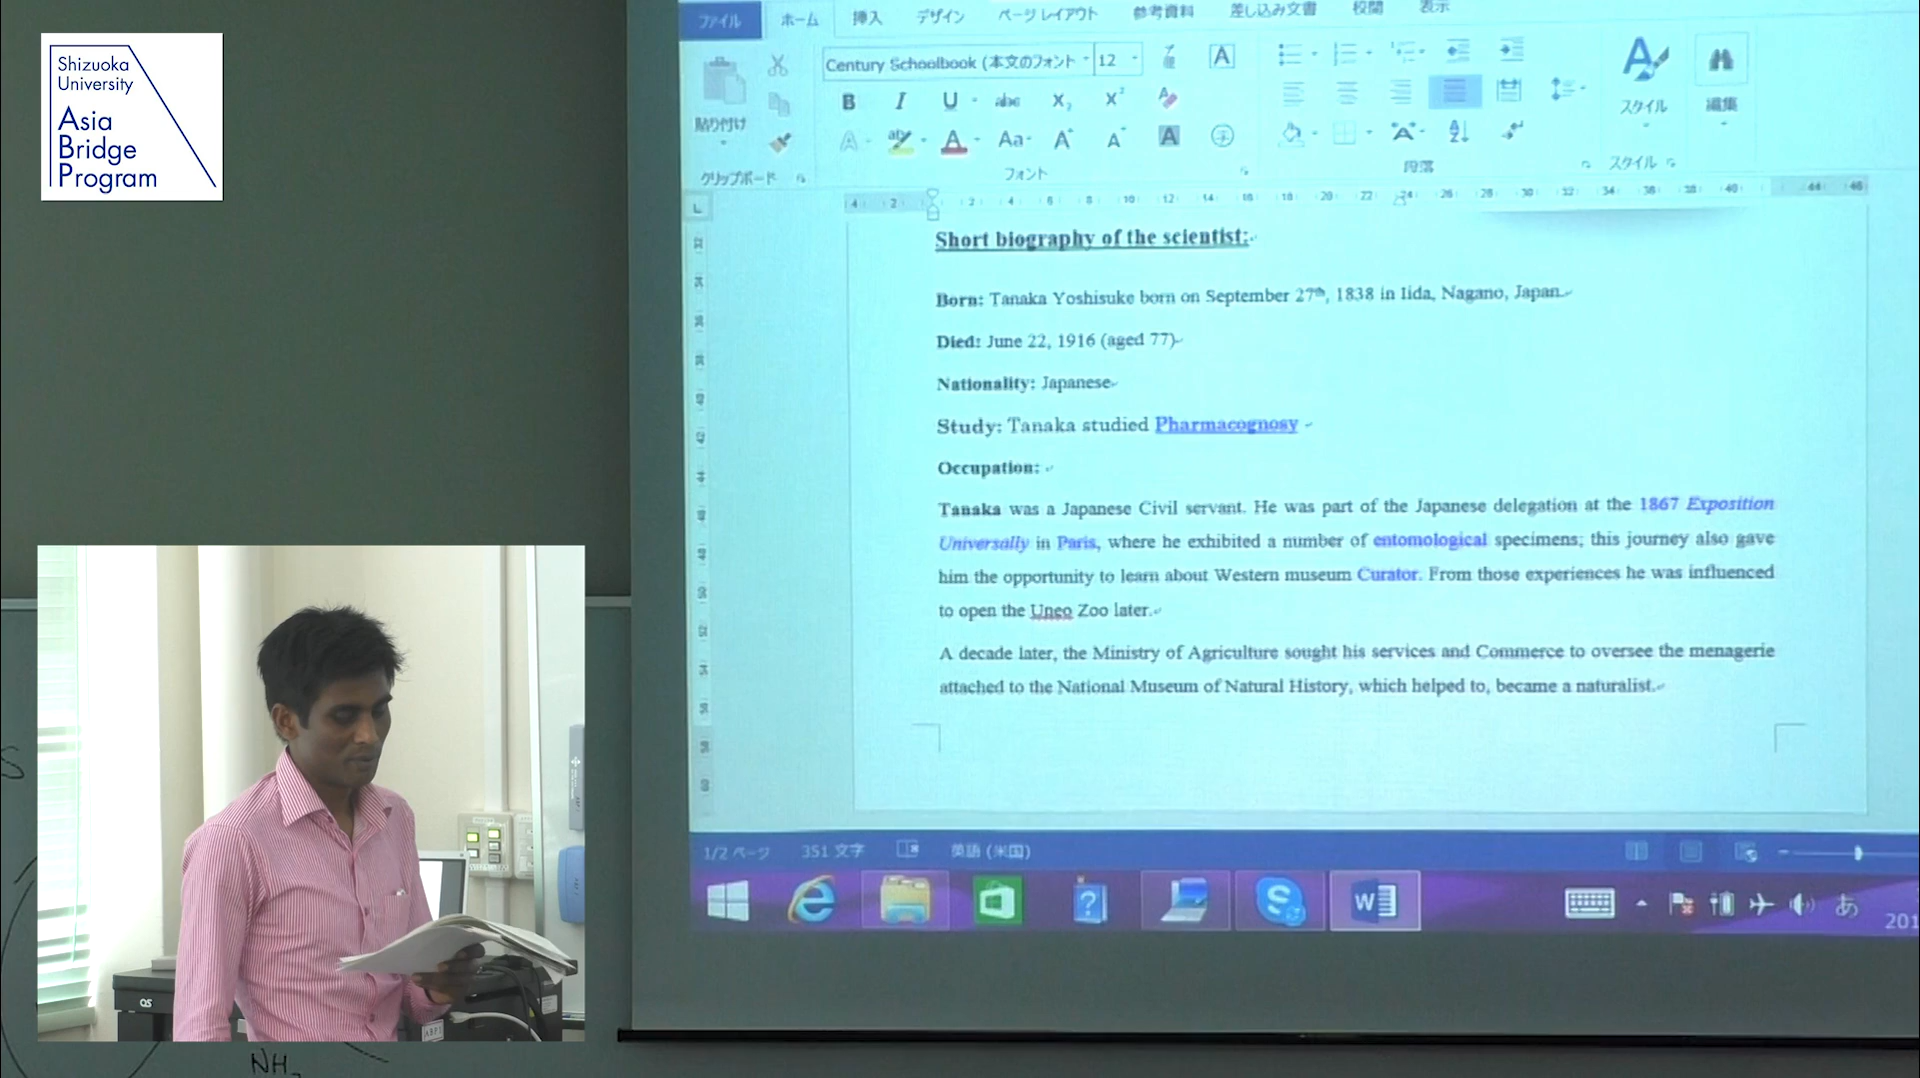 Shizuoka
University
Asia
Bridge
Program
ファイル ホーム 挿入 デザイン ページ レイアウト 参考資料 差し込み文書 校閲 表示
Century Schoolbook (本文のフォント 12
貼り付け
スタイル 編集
クリップボード フォント 段落 スタイル
Short biography of the scientist:
Born: Tanaka Yoshisuke born on September 27th, 1838 in Iida, Nagano, Japan.
Died: June 22, 1916 (aged 77)
Nationality: Japanese
Study: Tanaka studied Pharmacognosy
Occupation:
Tanaka was a Japanese Civil servant. He was part of the Japanese delegation at the 1867 Exposition
Universally in Paris, where he exhibited a number of entomological specimens; this journey also gave
him the opportunity to learn about Western museum Curator. From those experiences he was influenced
to open the Uneo Zoo later.
A decade later, the Ministry of Agriculture sought his services and Commerce to oversee the menagerie
attached to the National Museum of Natural History, which helped to, became a naturalist.
1/2 ページ 351 文字 英語 (米国)
あ
201
NH